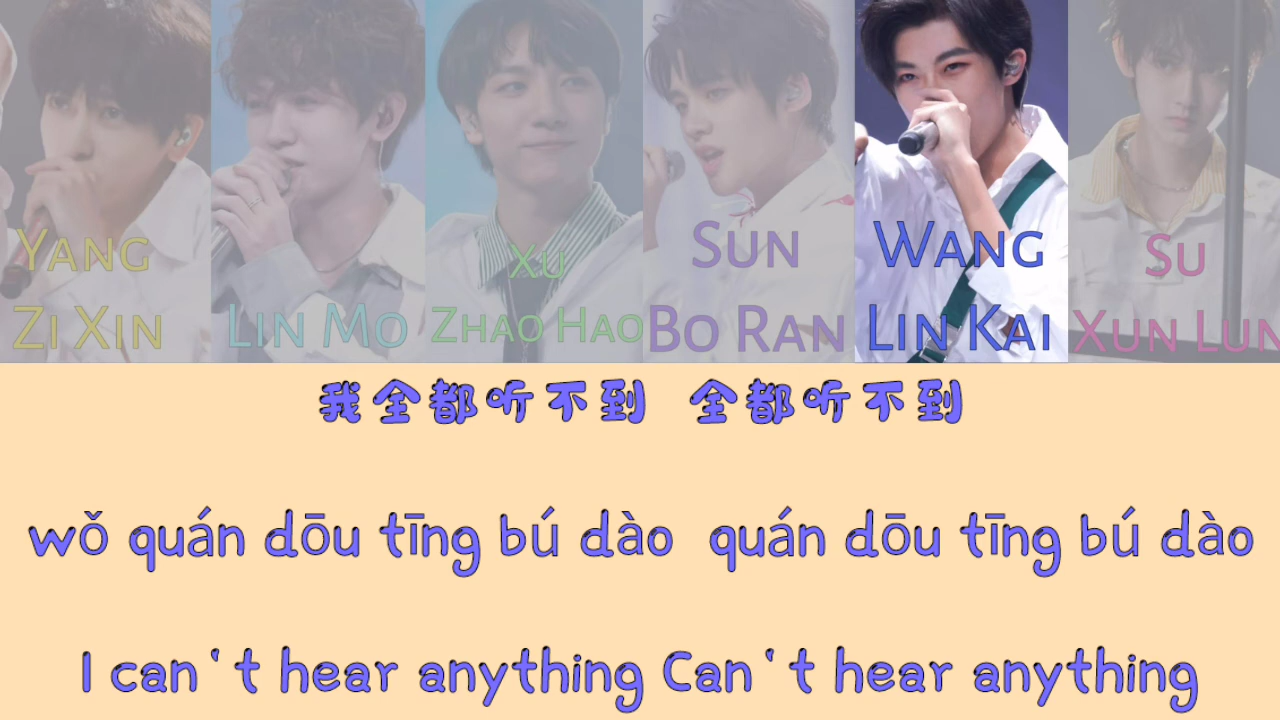 Yang
Zi Xin
Lin Mo
Xu
Zhao Hao
Sun
Bo Ran
Wang
Lin Kai
Su
Xun Lun
我全都听不到 全都听不到
wǒ quán dōu tīng bú dào quán dōu tīng bú dào
I can‘t hear anything Can‘t hear anything